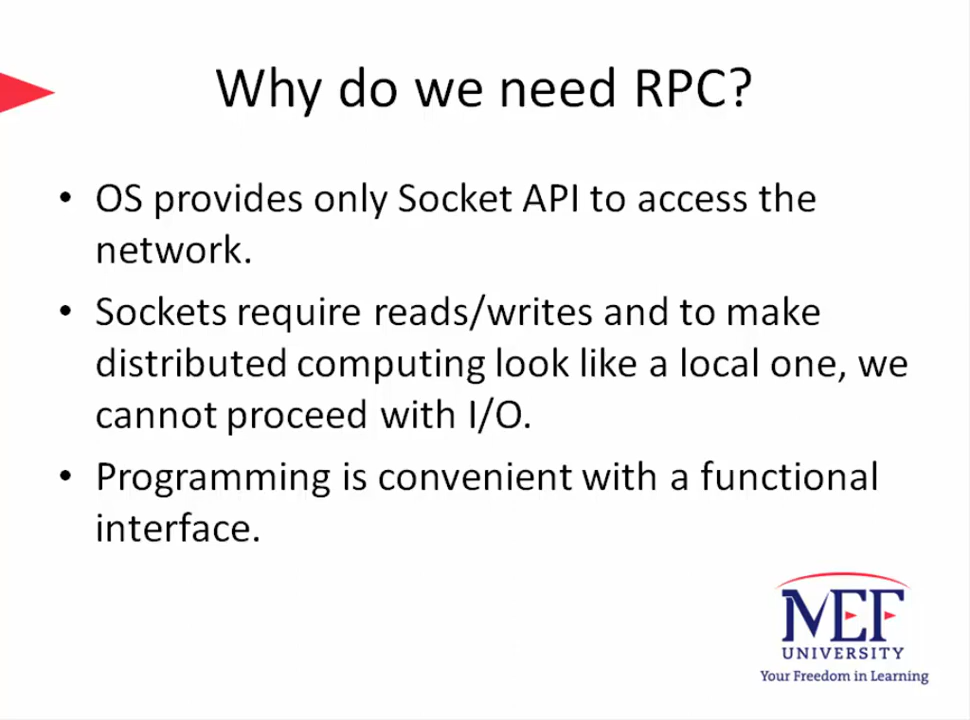 Why do we need RPC?
• OS provides only Socket API to access the
network.
• Sockets require reads/writes and to make
distributed computing look like a local one, we
cannot proceed with I/O.
• Programming is convenient with a functional
interface.
MEF
UNIVERSITY
Your Freedom in Learning